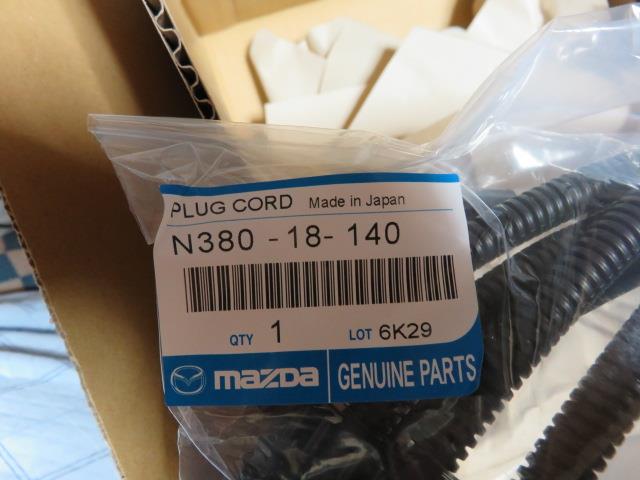 PLUG CORD Made in Japan
N380 -18- 140
QTY 1 LOT 6K29
mazda GENUINE PARTS